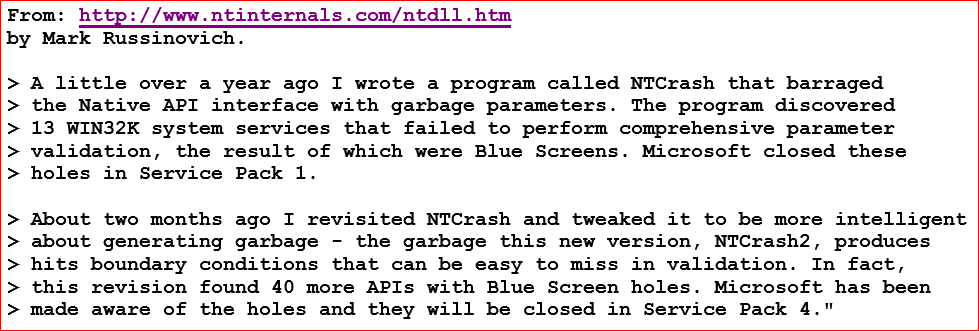 From: http://www.ntinternals.com/ntdll.htm
by Mark Russinovich.
> A little over a year ago I wrote a program called NTCrash that barraged
> the Native API interface with garbage parameters. The program discovered
> 13 WIN32K system services that failed to perform comprehensive parameter
> validation, the result of which were Blue Screens. Microsoft closed these
> holes in Service Pack 1.
> About two months ago I revisited NTCrash and tweaked it to be more intelligent
> about generating garbage - the garbage this new version, NTCrash2, produces
> hits boundary conditions that can be easy to miss in validation. In fact,
> this revision found 40 more APIs with Blue Screen holes. Microsoft has been
> made aware of the holes and they will be closed in Service Pack 4."